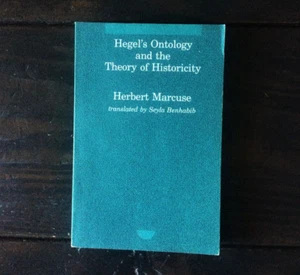 Hegel's Ontology
and the
Theory of Historicity
Herbert Marcuse
translated by Seyla Benhabib